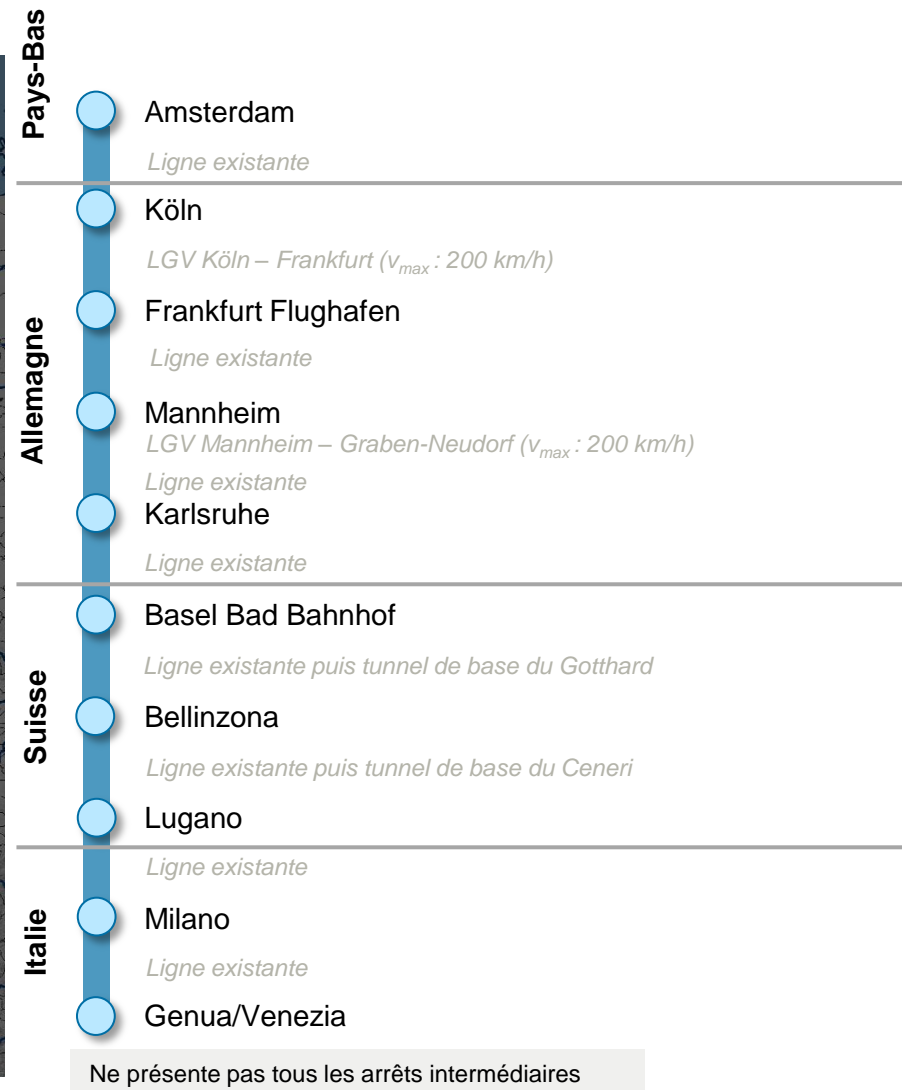 Pays-Bas
Amsterdam
Ligne existante
Allemagne
Köln
LGV Köln – Frankfurt (vmax : 200 km/h)
Frankfurt Flughafen
Ligne existante
Mannheim
LGV Mannheim – Graben-Neudorf (vmax : 200 km/h)
Ligne existante
Karlsruhe
Ligne existante
Suisse
Basel Bad Bahnhof
Ligne existante puis tunnel de base du Gotthard
Bellinzona
Ligne existante puis tunnel de base du Ceneri
Lugano
Italie
Ligne existante
Milano
Ligne existante
Genua/Venezia
Ne présente pas tous les arrêts intermédiaires